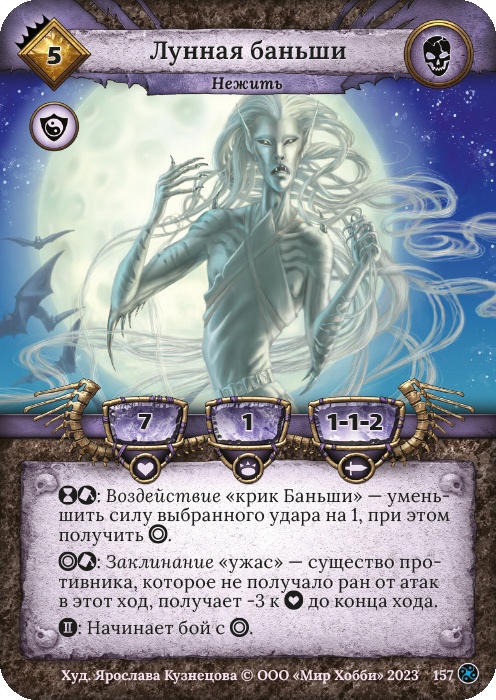 5
Лунная баньши
Нежить
7
1
1-1-2
: Воздействие «крик Баньши» — умень-
шить силу выбранного удара на 1, при этом
получить .
: Заклинание «ужас» — существо про-
тивника, которое не получало ран от атак
в этот ход, получает -3 к до конца хода.
II: Начинает бой с .
Худ. Ярослава Кузнецова © ООО «Мир Хобби» 2023 157